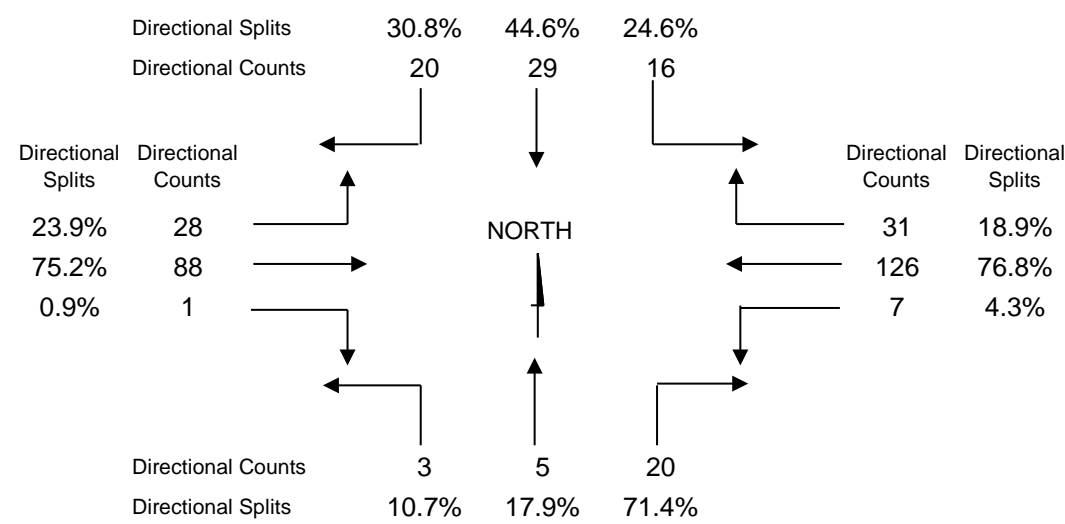 Directional Splits 30.8% 44.6% 24.6%
Directional Counts 20 29 16
Directional Splits Directional Counts Directional Counts Directional Splits
23.9% 28 NORTH 31 18.9%
75.2% 88 126 76.8%
0.9% 1 7 4.3%
Directional Counts 3 5 20
Directional Splits 10.7% 17.9% 71.4%